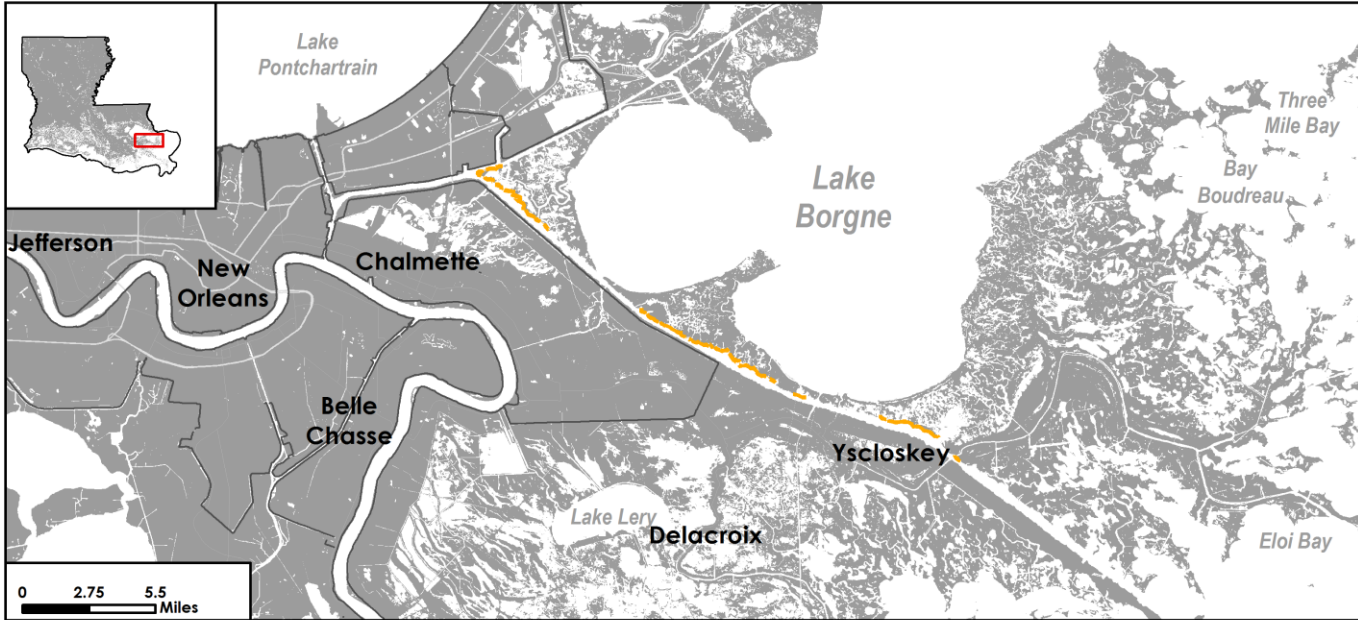 Lake
Pontchartrain
Three
Mile Bay
Bay
Boudreau
Lake
Borgne
Jefferson
New
Orleans
Chalmette
Belle
Chasse
Yscloskey
Lake Lery
Delacroix
Eloi Bay
0 2.75 5.5
Miles